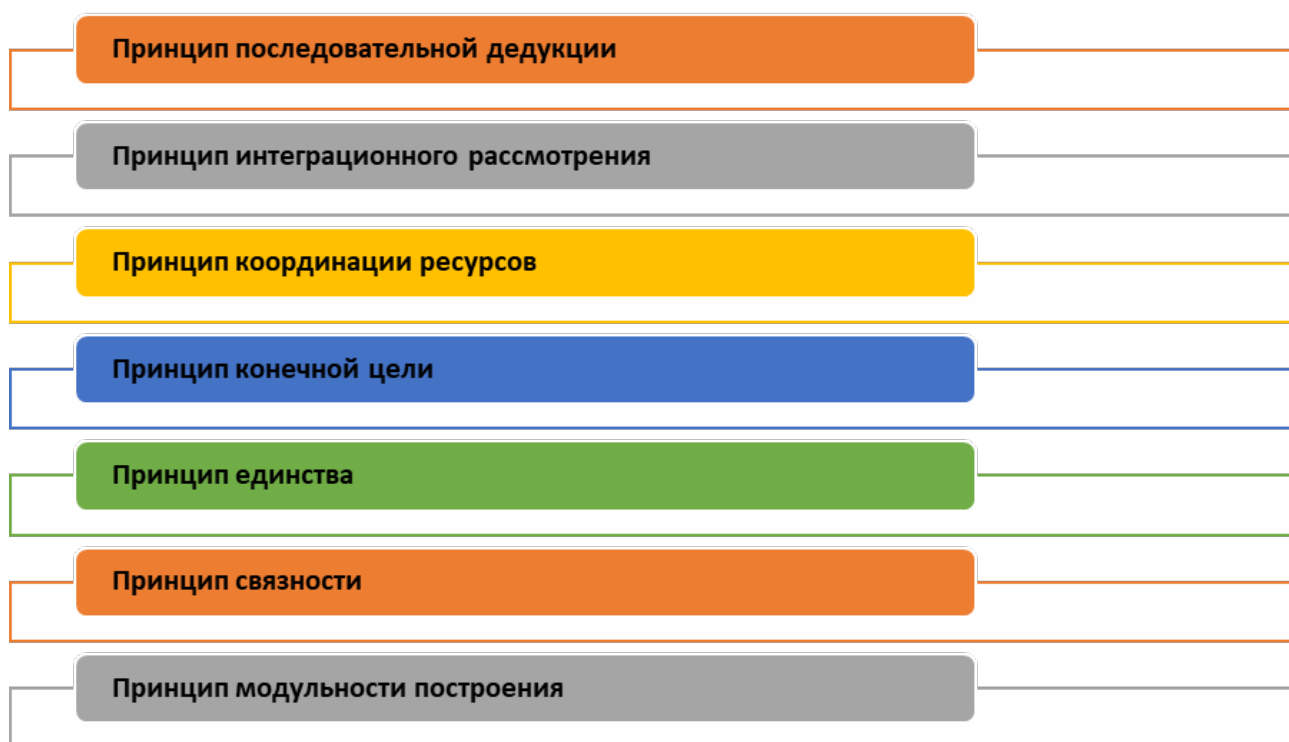 Принцип последовательной дедукции
Принцип интеграционного рассмотрения
Принцип координации ресурсов
Принцип конечной цели
Принцип единства
Принцип связности
Принцип модульности построения